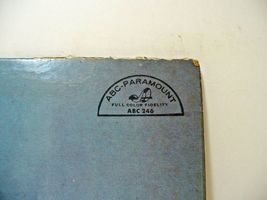 ABC-PARAMOUNT
FULL COLOR FIDELITY
ABC 246